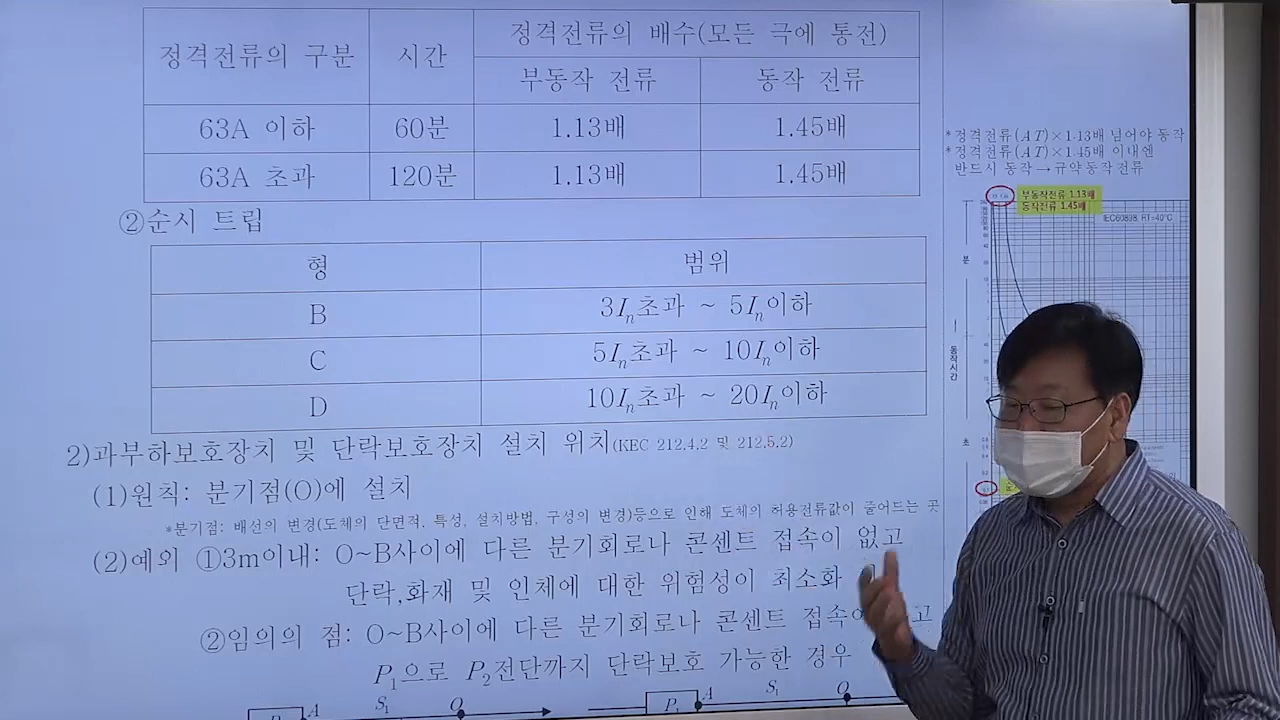 정격전류의 구분 시간 정격전류의 배수(모든 극에 통전)
부동작 전류 동작 전류
63A 이하 60분 1.13배 1.45배
63A 초과 120분 1.13배 1.45배
*정격전류(AT)×1.13배 넘어야 동작
*정격전류(AT)×1.45배 이내엔
반드시 동작→규약동작 전류
부동작전류 1.13배
동작전류 1.45배
IEC60898, RT=40℃
분
동작시간
초
②순시 트립
형 범위
B 3Iₙ초과 ~ 5Iₙ이하
C 5Iₙ초과 ~ 10Iₙ이하
D 10Iₙ초과 ~ 20Iₙ이하
2)과부하보호장치 및 단락보호장치 설치 위치(KEC 212.4.2 및 212.5.2)
(1)원칙: 분기점(O)에 설치
*분기점: 배선의 변경(도체의 단면적, 특성, 설치방법, 구성의 변경)등으로 인해 도체의 허용전류값이 줄어드는 곳
(2)예외 ①3m이내: O~B사이에 다른 분기회로나 콘센트 접속이 없고
단락,화재 및 인체에 대한 위험성이 최소화
②임의의 점: O~B사이에 다른 분기회로나 콘센트 고
P₁으로 P₂전단까지 단락보호 가능한 경우
A S₁ O P₁ A S₁ O